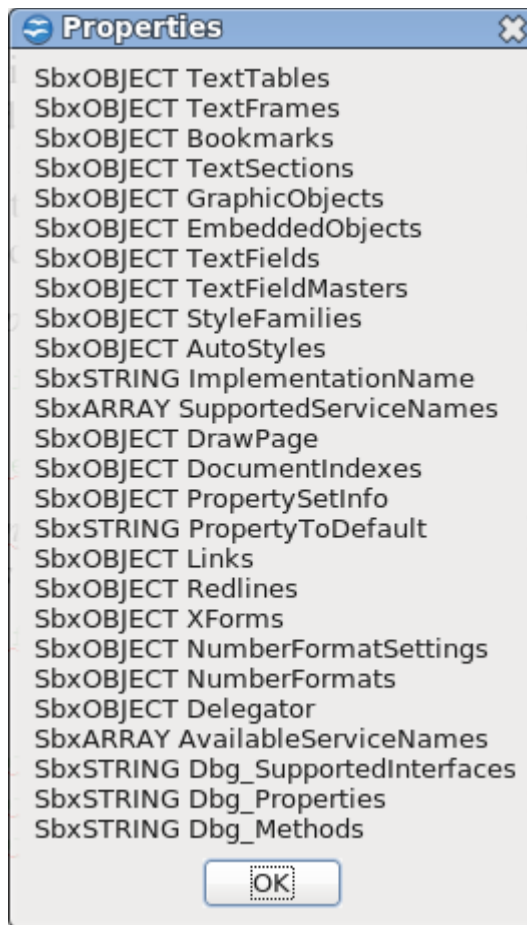 Properties
SbxOBJECT TextTables
SbxOBJECT TextFrames
SbxOBJECT Bookmarks
SbxOBJECT TextSections
SbxOBJECT GraphicObjects
SbxOBJECT EmbeddedObjects
SbxOBJECT TextFields
SbxOBJECT TextFieldMasters
SbxOBJECT StyleFamilies
SbxOBJECT AutoStyles
SbxSTRING ImplementationName
SbxARRAY SupportedServiceNames
SbxOBJECT DrawPage
SbxOBJECT DocumentIndexes
SbxOBJECT PropertySetInfo
SbxSTRING PropertyToDefault
SbxOBJECT Links
SbxOBJECT Redlines
SbxOBJECT XForms
SbxOBJECT NumberFormatSettings
SbxOBJECT NumberFormats
SbxOBJECT Delegator
SbxARRAY AvailableServiceNames
SbxSTRING Dbg_SupportedInterfaces
SbxSTRING Dbg_Properties
SbxSTRING Dbg_Methods
OK